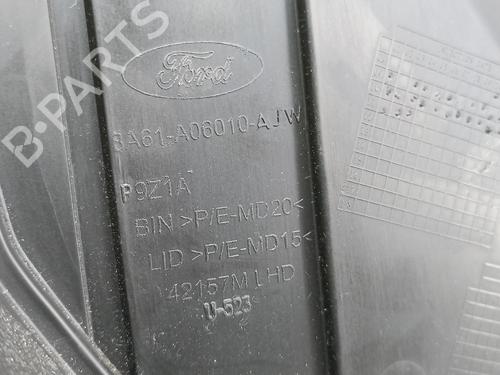 B-PARTS
Ford
8A61-A06010-AJW
P9Z1A
BIN >P/E-MD20<
LID >P/E-MD15<
42157M LHD
U-523